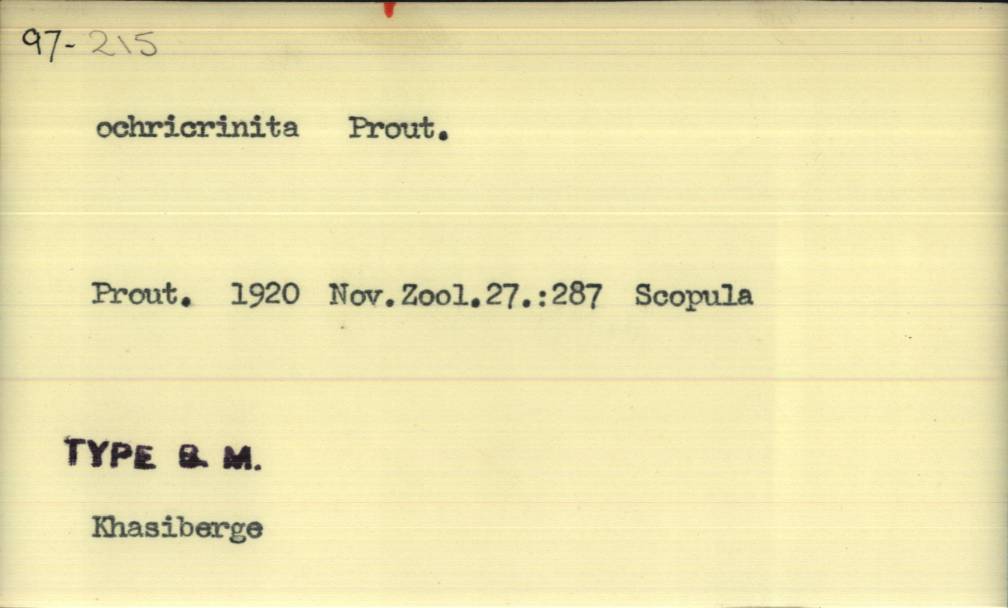 97-215
ochricrinita Prout.
Prout. 1920 Nov.Zool.27.:287 Scopula
TYPE B. M.
Khasiberge